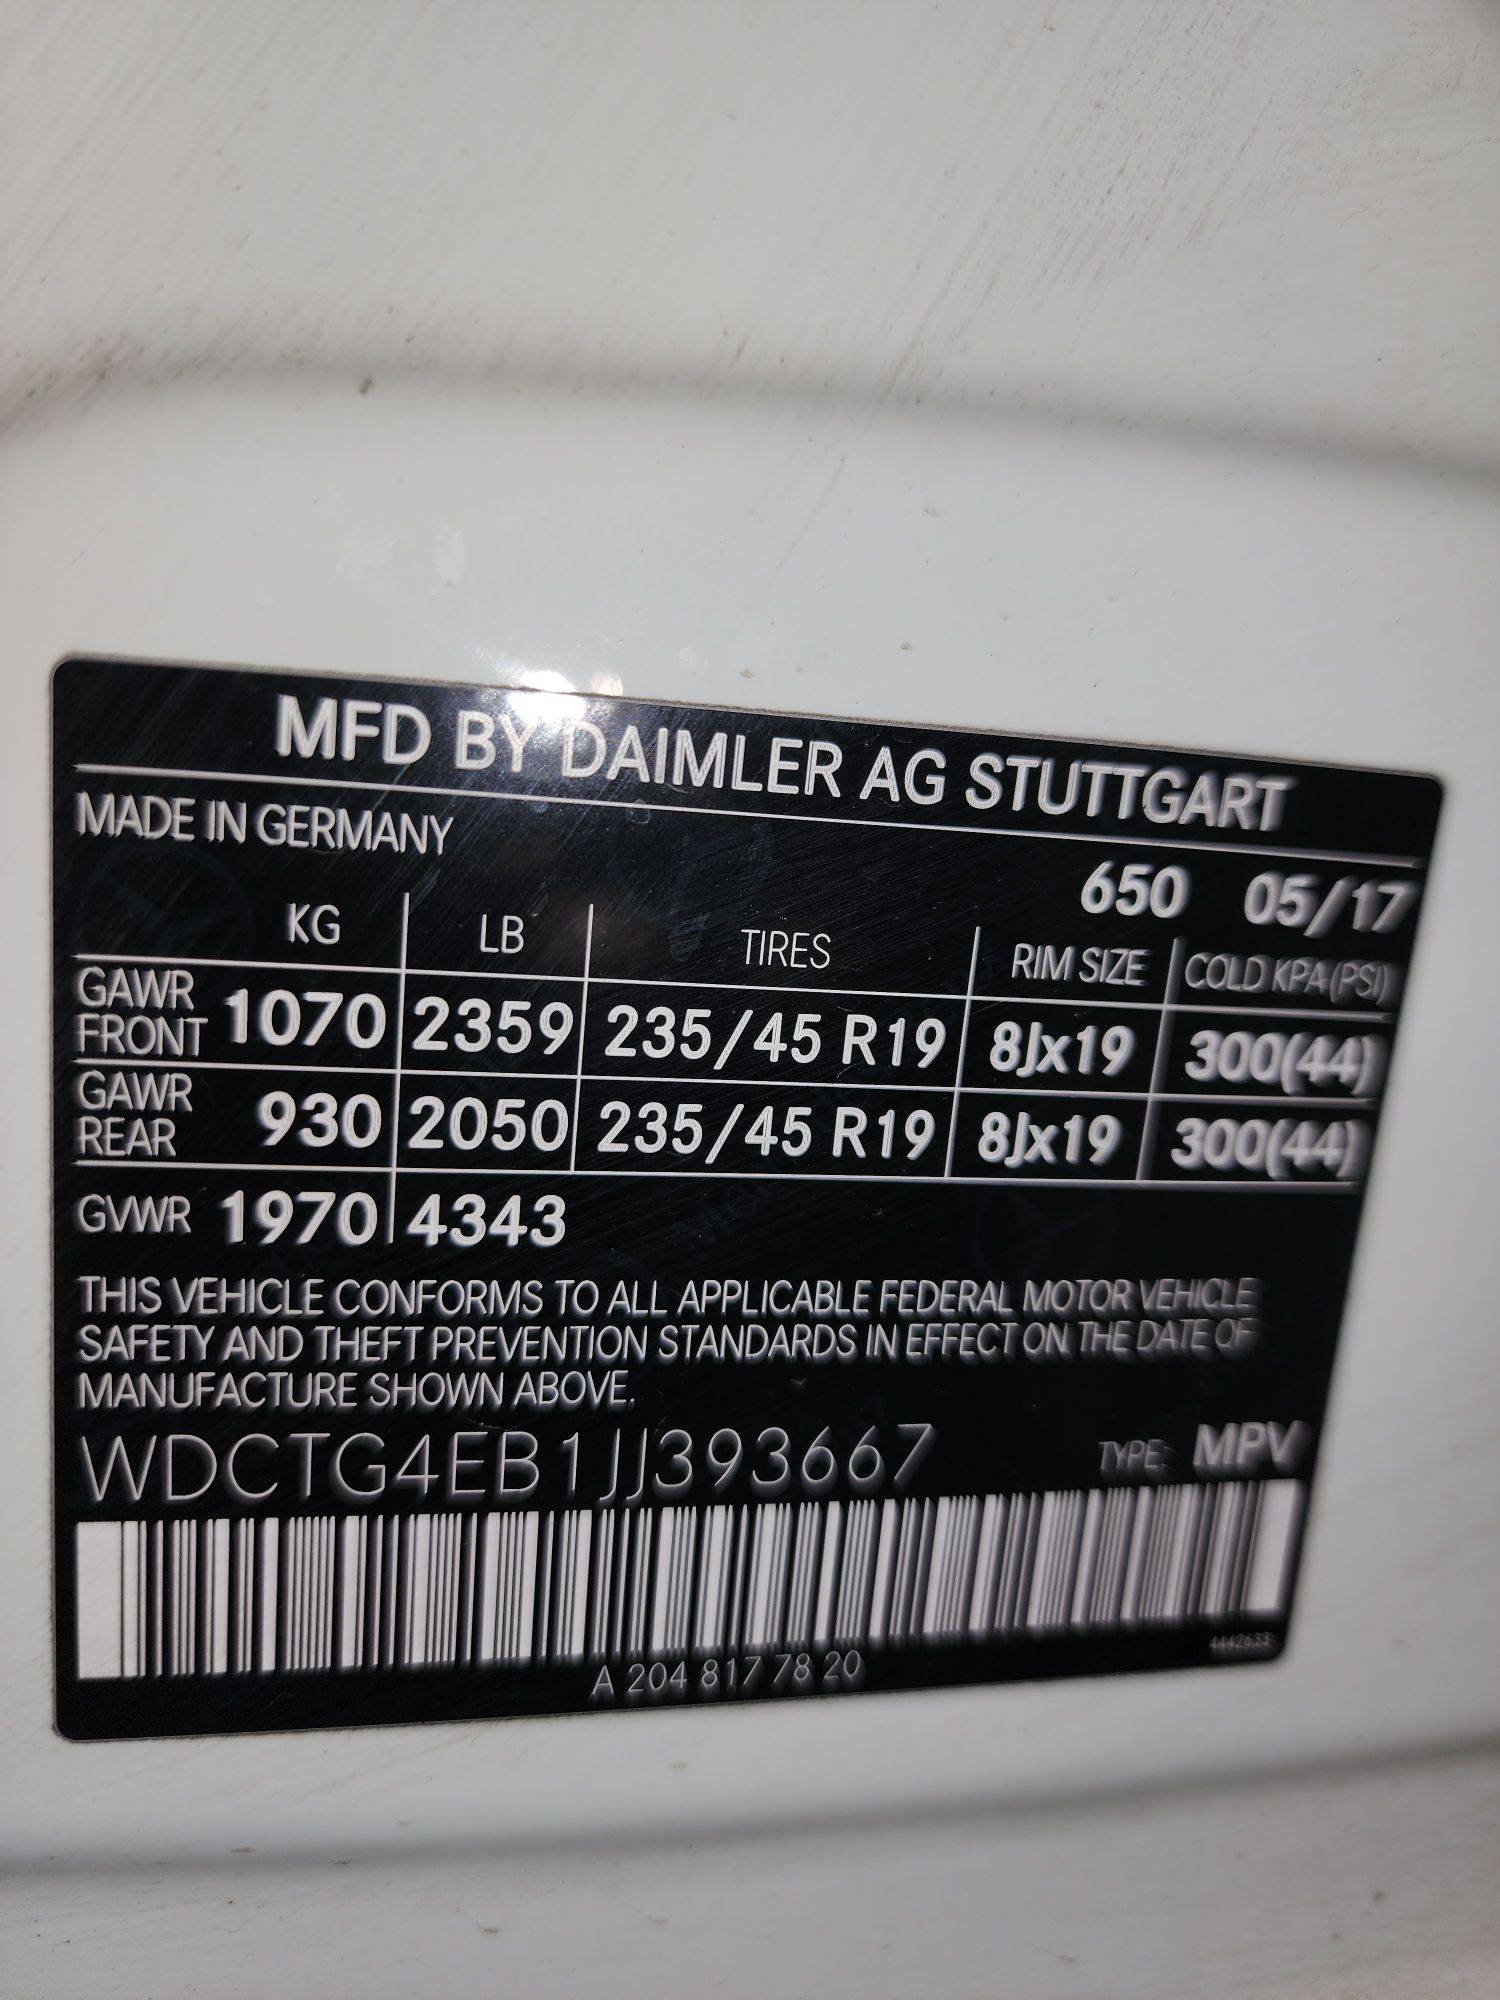 MFD BY DAIMLER AG STUTTGART
MADE IN GERMANY
650 05/17
KG LB TIRES RIM SIZE COLD KPA(PSI)
GAWR FRONT 1070 2359 235/45 R19 8Jx19 300(44)
GAWR REAR 930 2050 235/45 R19 8Jx19 300(44)
GVWR 1970 4343
THIS VEHICLE CONFORMS TO ALL APPLICABLE FEDERAL MOTOR VEHICLE
SAFETY AND THEFT PREVENTION STANDARDS IN EFFECT ON THE DATE OF
MANUFACTURE SHOWN ABOVE.
WDCTG4EB1JJ393667 TYPE: MPV
A 204 817 78 20